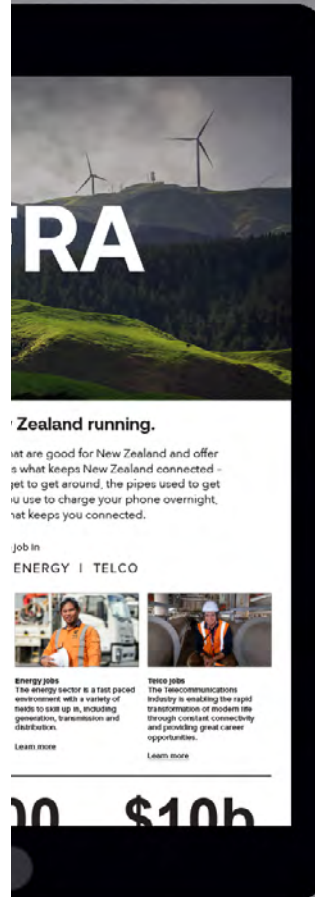 FRA
Zealand running.
hat are good for New Zealand and offer
s what keeps New Zealand connected -
get to get around, the pipes used to get
ou use to charge your phone overnight,
hat keeps you connected.
job in
ENERGY | TELCO
Energy jobs
The energy sector is a fast paced
environment with a variety of
fields to skill up in, including
generation, transmission and
distribution.
Learn more
Telco jobs
The Telecommunications
industry is enabling the rapid
transformation of modern life
through constant connectivity
and providing great career
opportunities.
Learn more
00
$10b